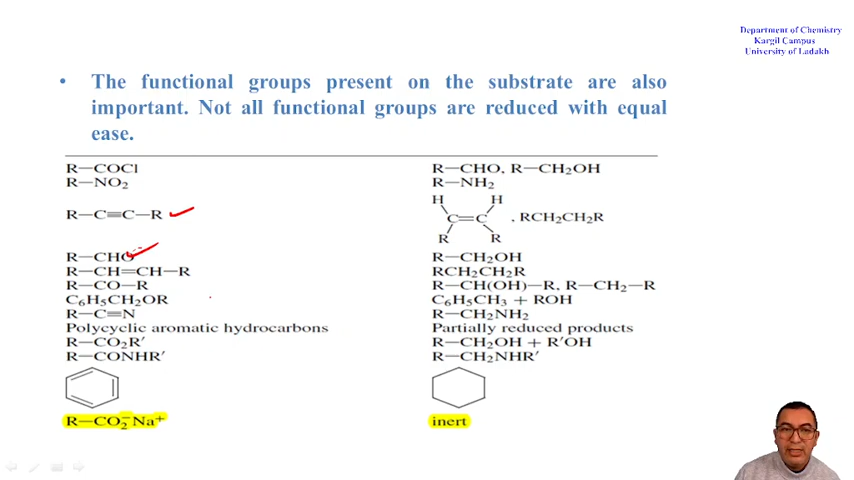 Department of Chemistry
Kargil Campus
University of Ladakh
• The functional groups present on the substrate are also
important. Not all functional groups are reduced with equal
ease.
R—COCl R—CHO, R—CH₂OH
R—NO₂ R—NH₂
H H
R—C≡C—R C=C , RCH₂CH₂R
R R
R—CHO R—CH₂OH
R—CH=CH—R RCH₂CH₂R
R—CO—R R—CH(OH)—R, R—CH₂—R
C₆H₅CH₂OR C₆H₅CH₃ + ROH
R—C≡N R—CH₂NH₂
Polycyclic aromatic hydrocarbons Partially reduced products
R—CO₂R′ R—CH₂OH + R′OH
R—CONHR′ R—CH₂NHR′
R—CO₂⁻Na⁺ inert